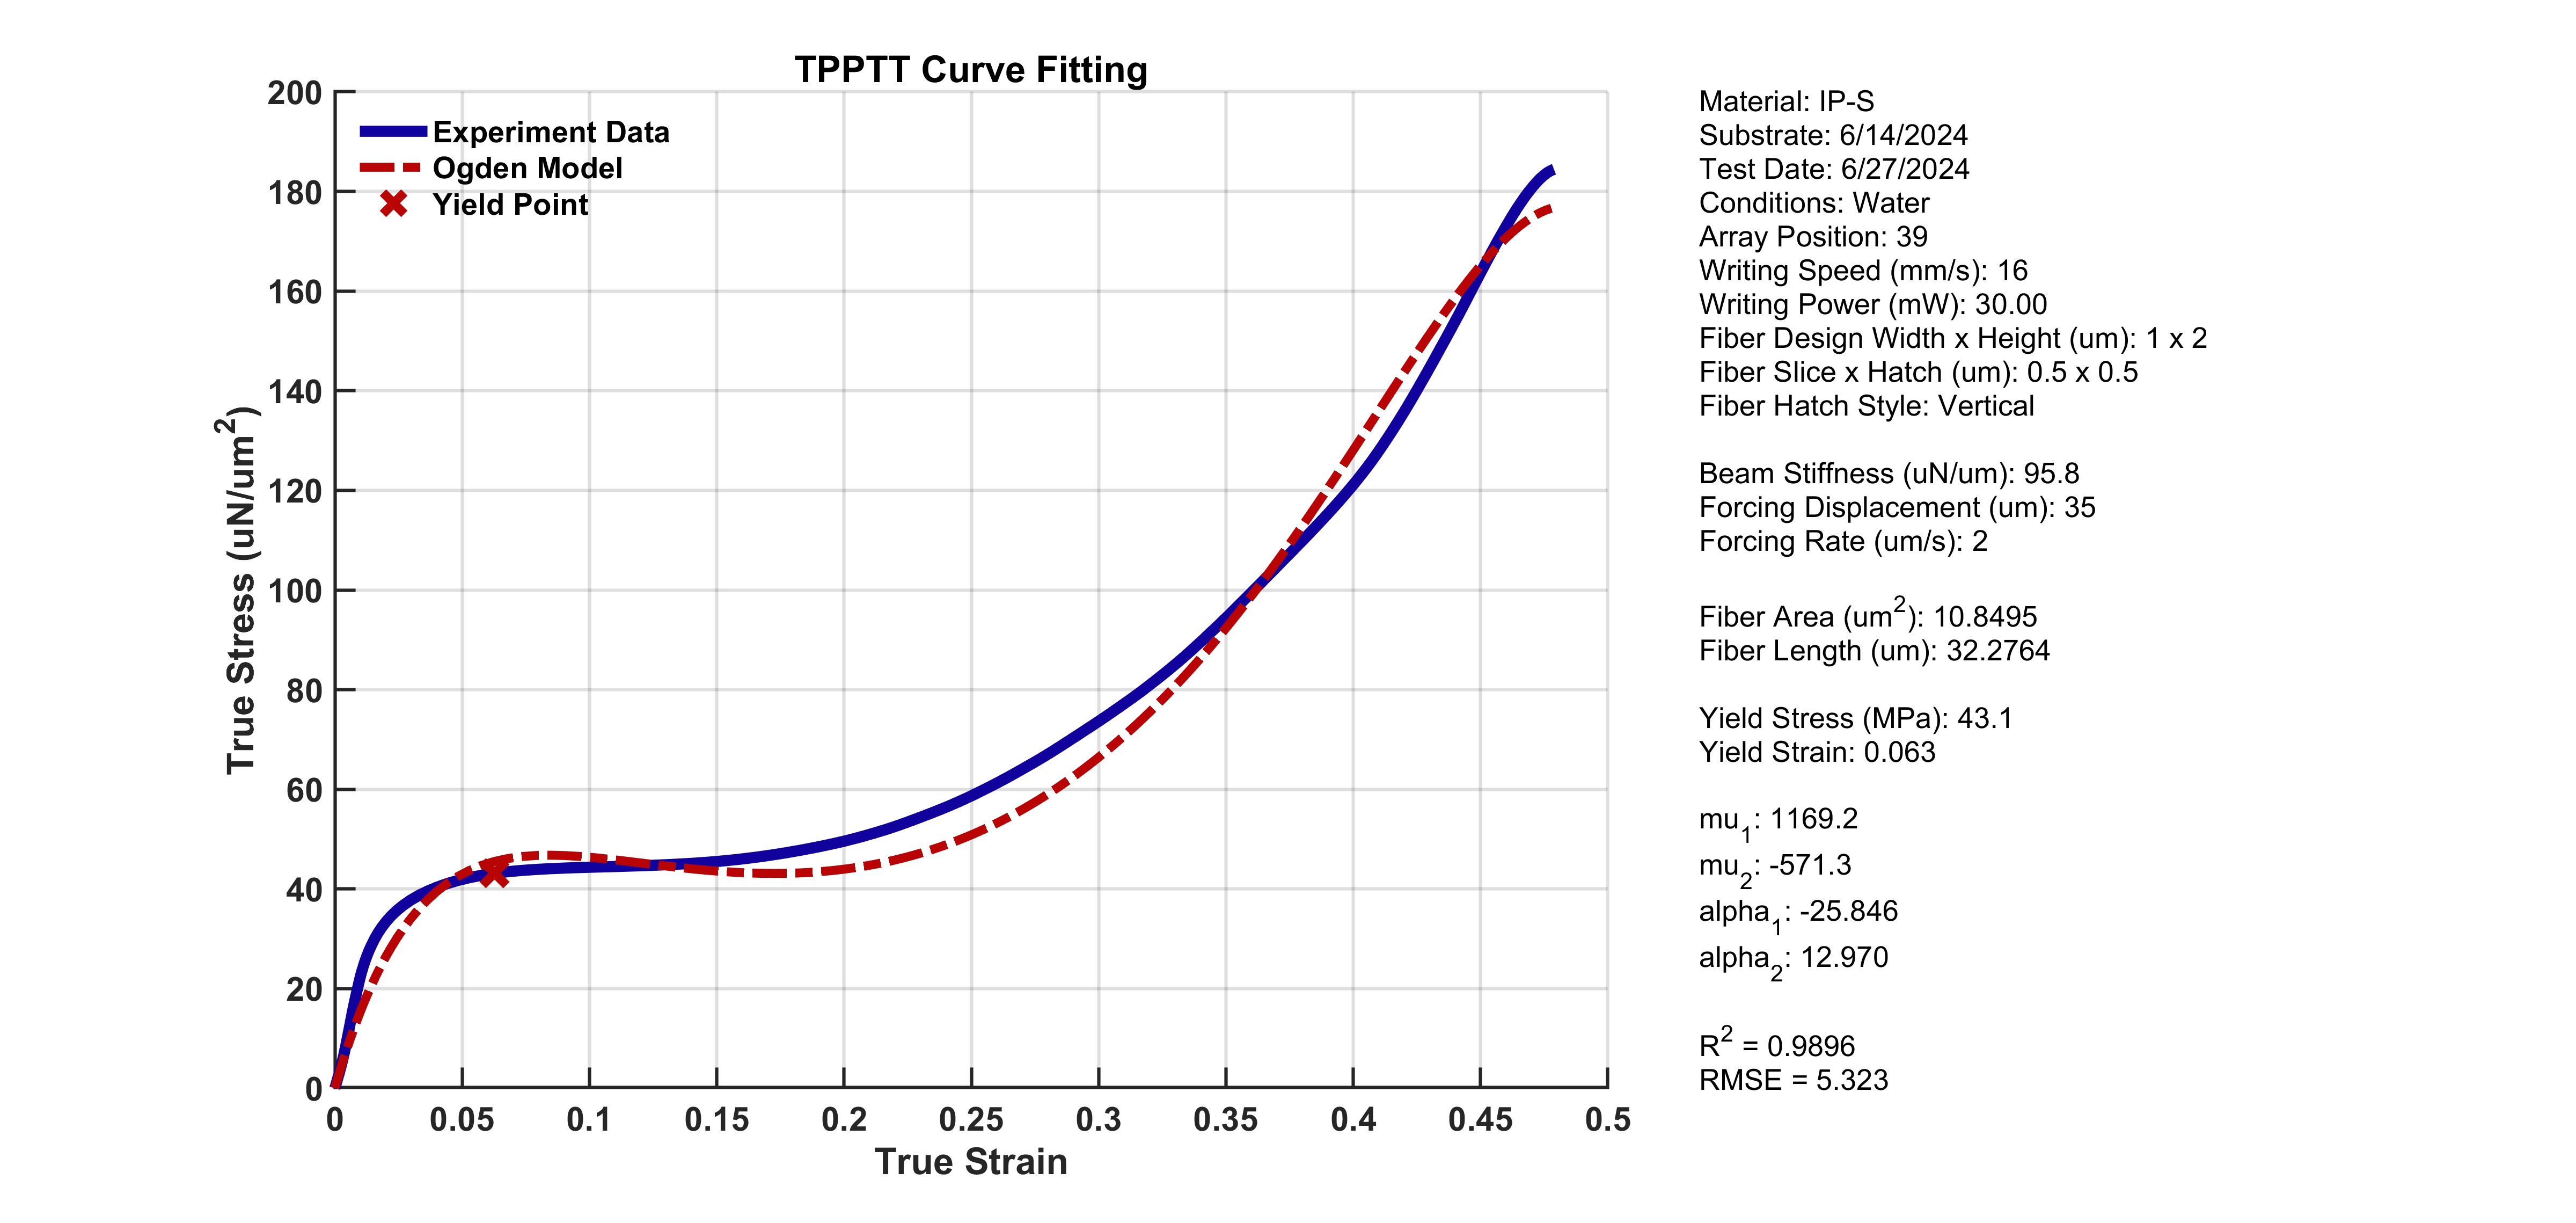 TPPTT Curve Fitting
Experiment Data
Ogden Model
Yield Point
200
180
160
140
120
100
80
60
40
20
0
True Stress (uN/um²)
0 0.05 0.1 0.15 0.2 0.25 0.3 0.35 0.4 0.45 0.5
True Strain
Material: IP-S
Substrate: 6/14/2024
Test Date: 6/27/2024
Conditions: Water
Array Position: 39
Writing Speed (mm/s): 16
Writing Power (mW): 30.00
Fiber Design Width x Height (um): 1 x 2
Fiber Slice x Hatch (um): 0.5 x 0.5
Fiber Hatch Style: Vertical
Beam Stiffness (uN/um): 95.8
Forcing Displacement (um): 35
Forcing Rate (um/s): 2
Fiber Area (um²): 10.8495
Fiber Length (um): 32.2764
Yield Stress (MPa): 43.1
Yield Strain: 0.063
mu₁: 1169.2
mu₂: -571.3
alpha₁: -25.846
alpha₂: 12.970
R² = 0.9896
RMSE = 5.323